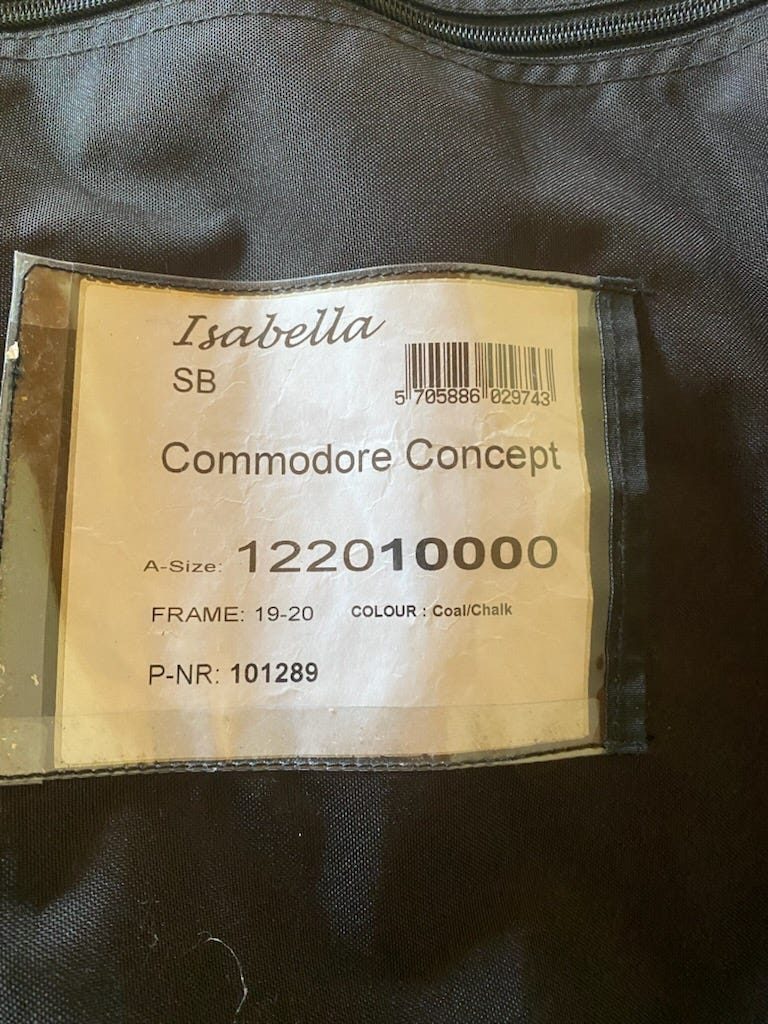 Isabella
SB
5 705886 029743
Commodore Concept
A-Size: 122010000
FRAME: 19-20 COLOUR : Coal/Chalk
P-NR: 101289